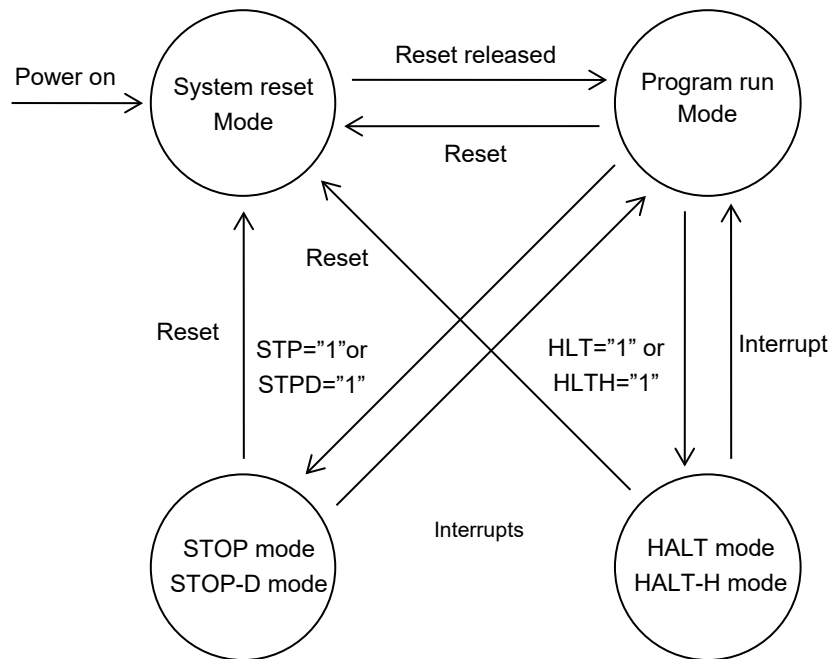 Power on
System reset
Mode
Reset released
Program run
Mode
Reset
Reset
Reset
STP=”1”or
STPD=”1”
HLT=”1” or
HLTH=”1”
Interrupt
STOP mode
STOP-D mode
Interrupts
HALT mode
HALT-H mode